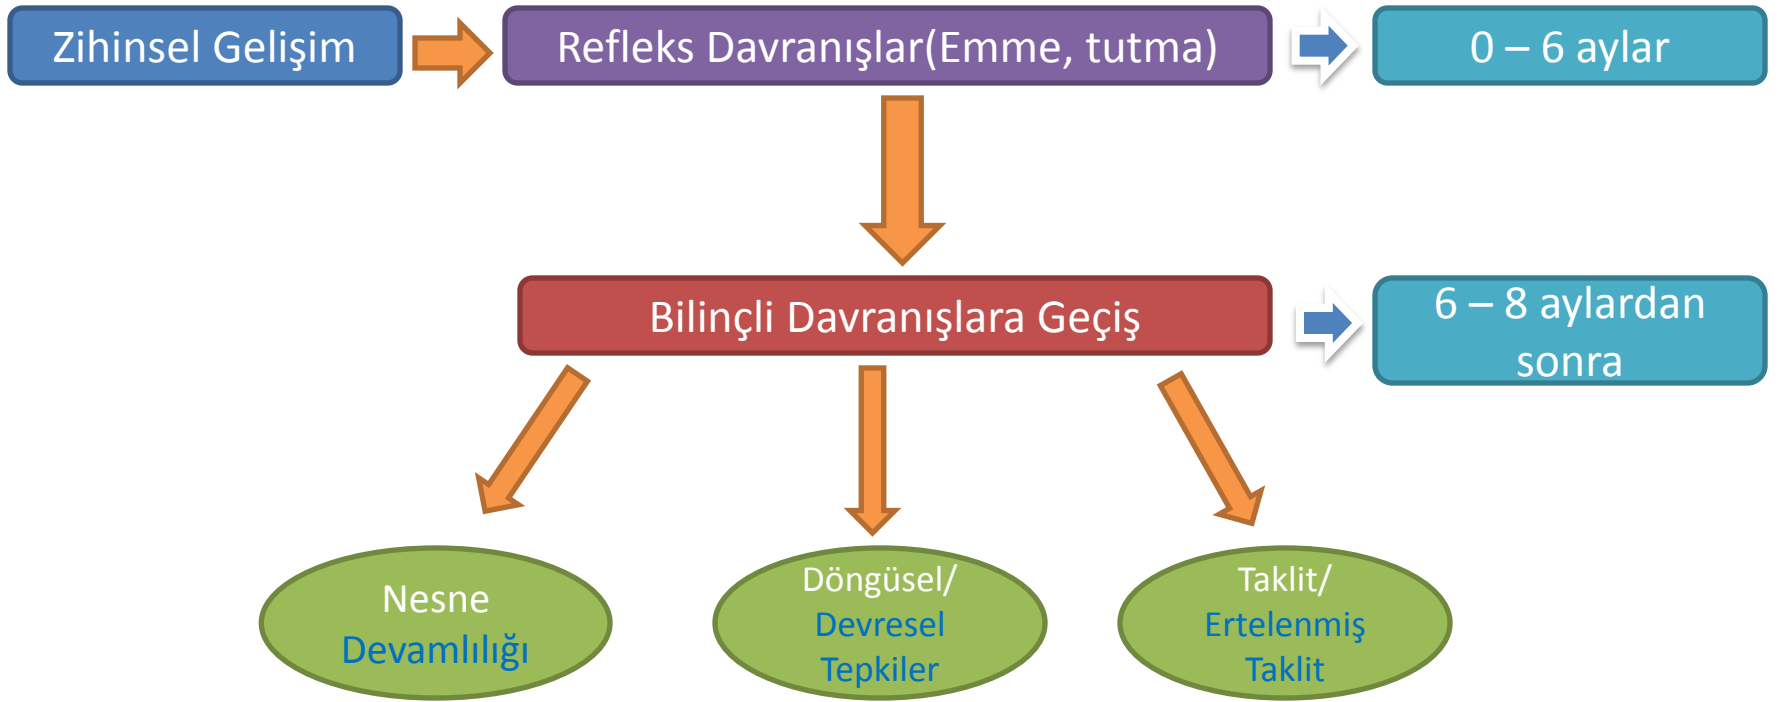 Zihinsel Gelişim
Refleks Davranışlar(Emme, tutma)
0 – 6 aylar
Bilinçli Davranışlara Geçiş
6 – 8 aylardan
sonra
Nesne
Devamlılığı
Döngüsel/
Devresel
Tepkiler
Taklit/
Ertelenmiş
Taklit